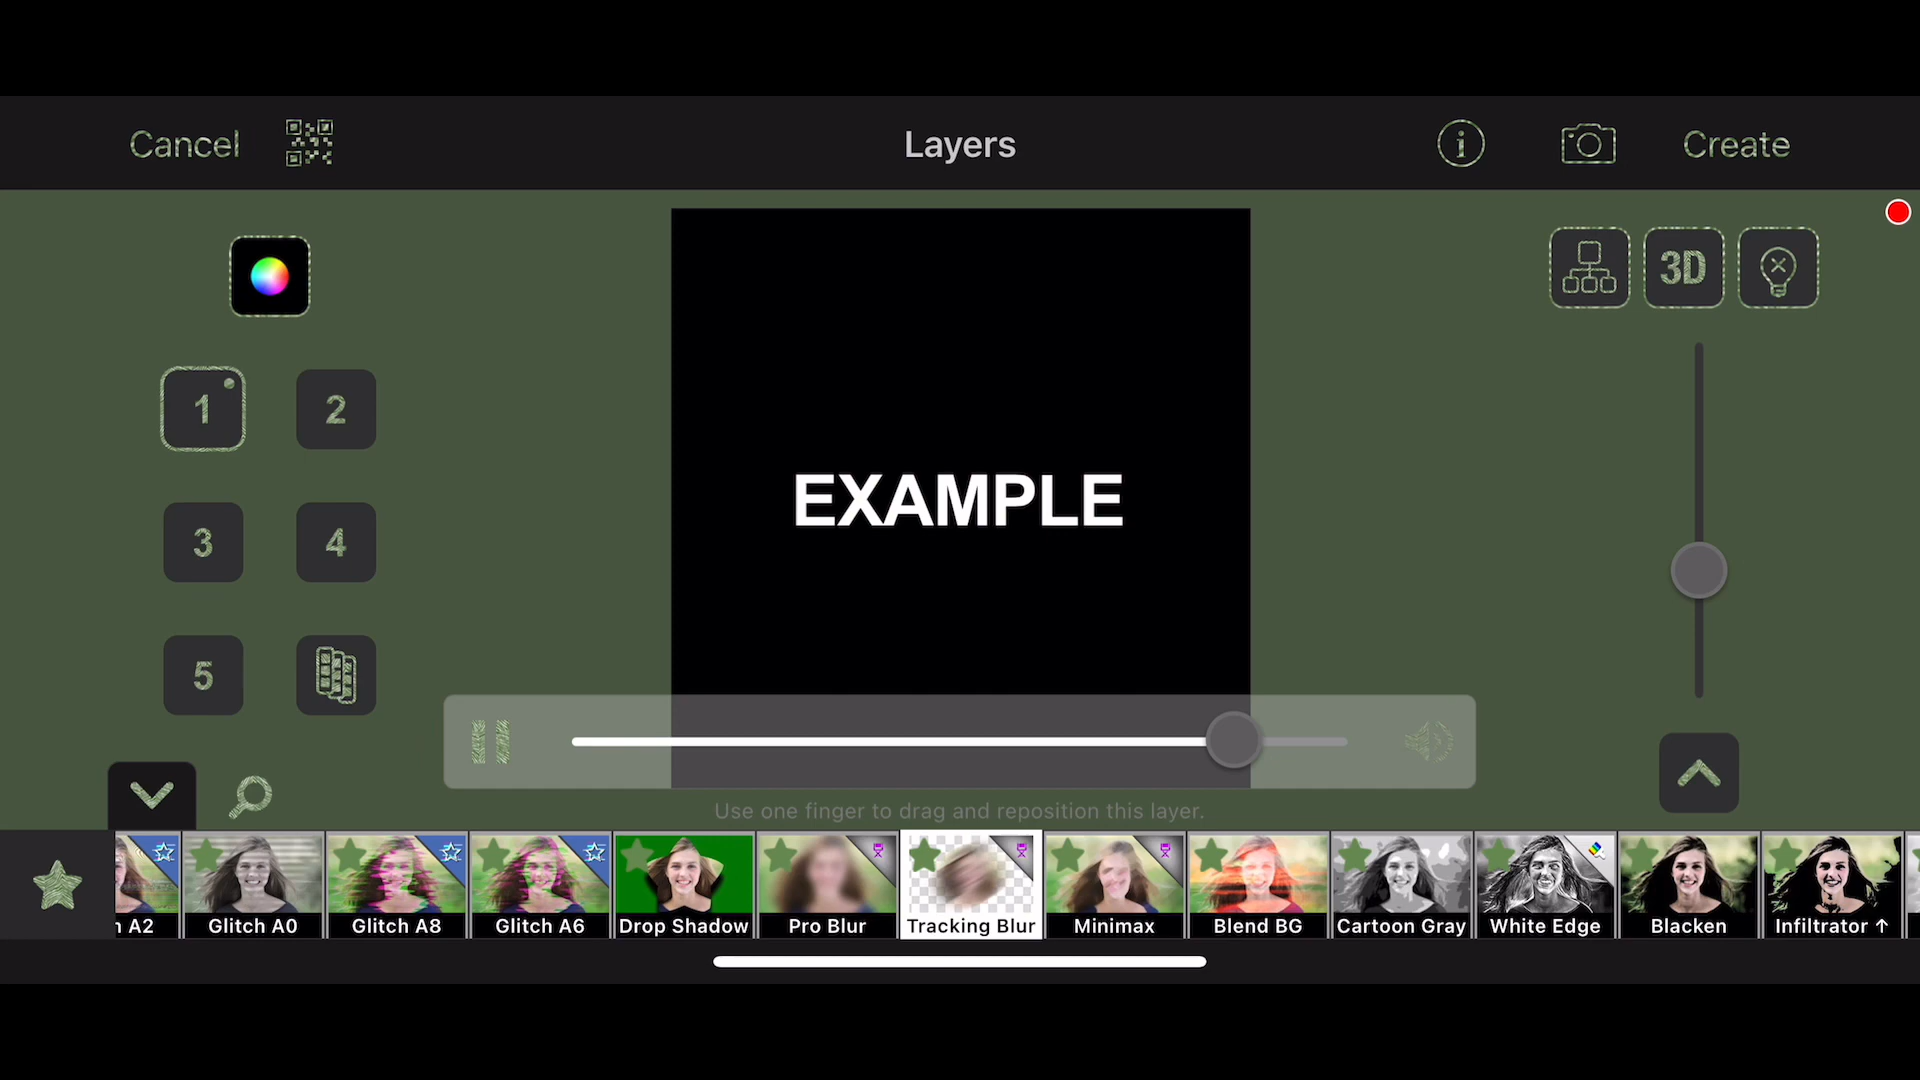 Cancel
Layers
Create
3D
1
2
EXAMPLE
3
4
5
Use one finger to drag and reposition this layer.
A2
Glitch A0
Glitch A8
Glitch A6
Drop Shadow
Pro Blur
Tracking Blur
Minimax
Blend BG
Cartoon Gray
White Edge
Blacken
Infiltrator ↑